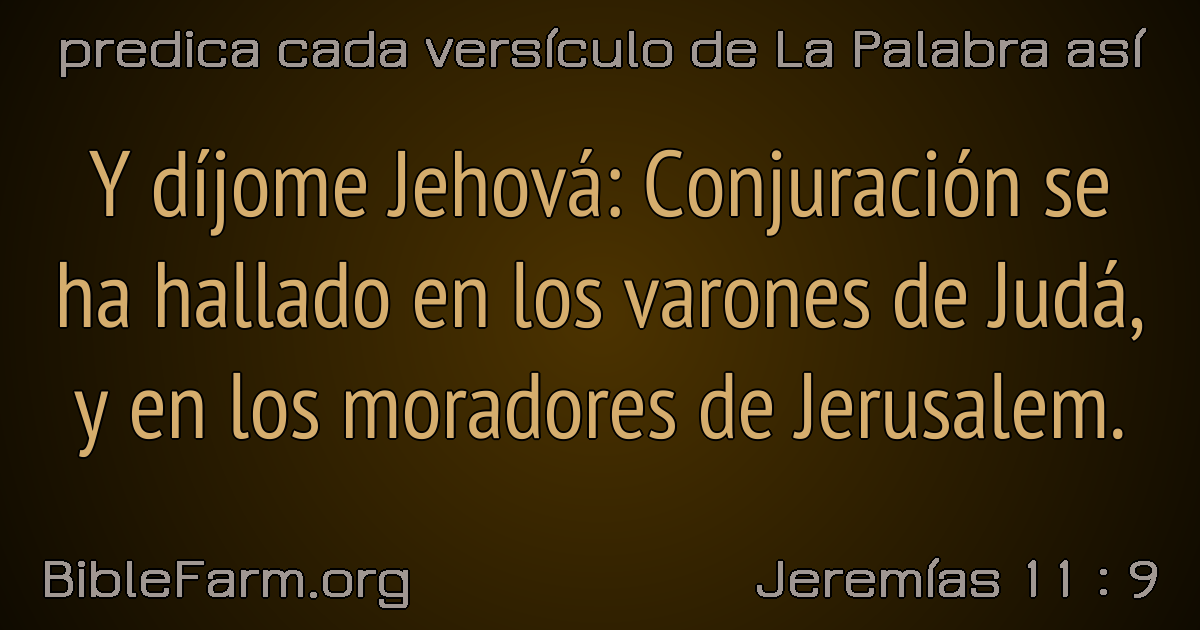 predica cada versículo de La Palabra así
Y díjome Jehová: Conjuración se
ha hallado en los varones de Judá,
y en los moradores de Jerusalem.
BibleFarm.org
Jeremías 11 : 9